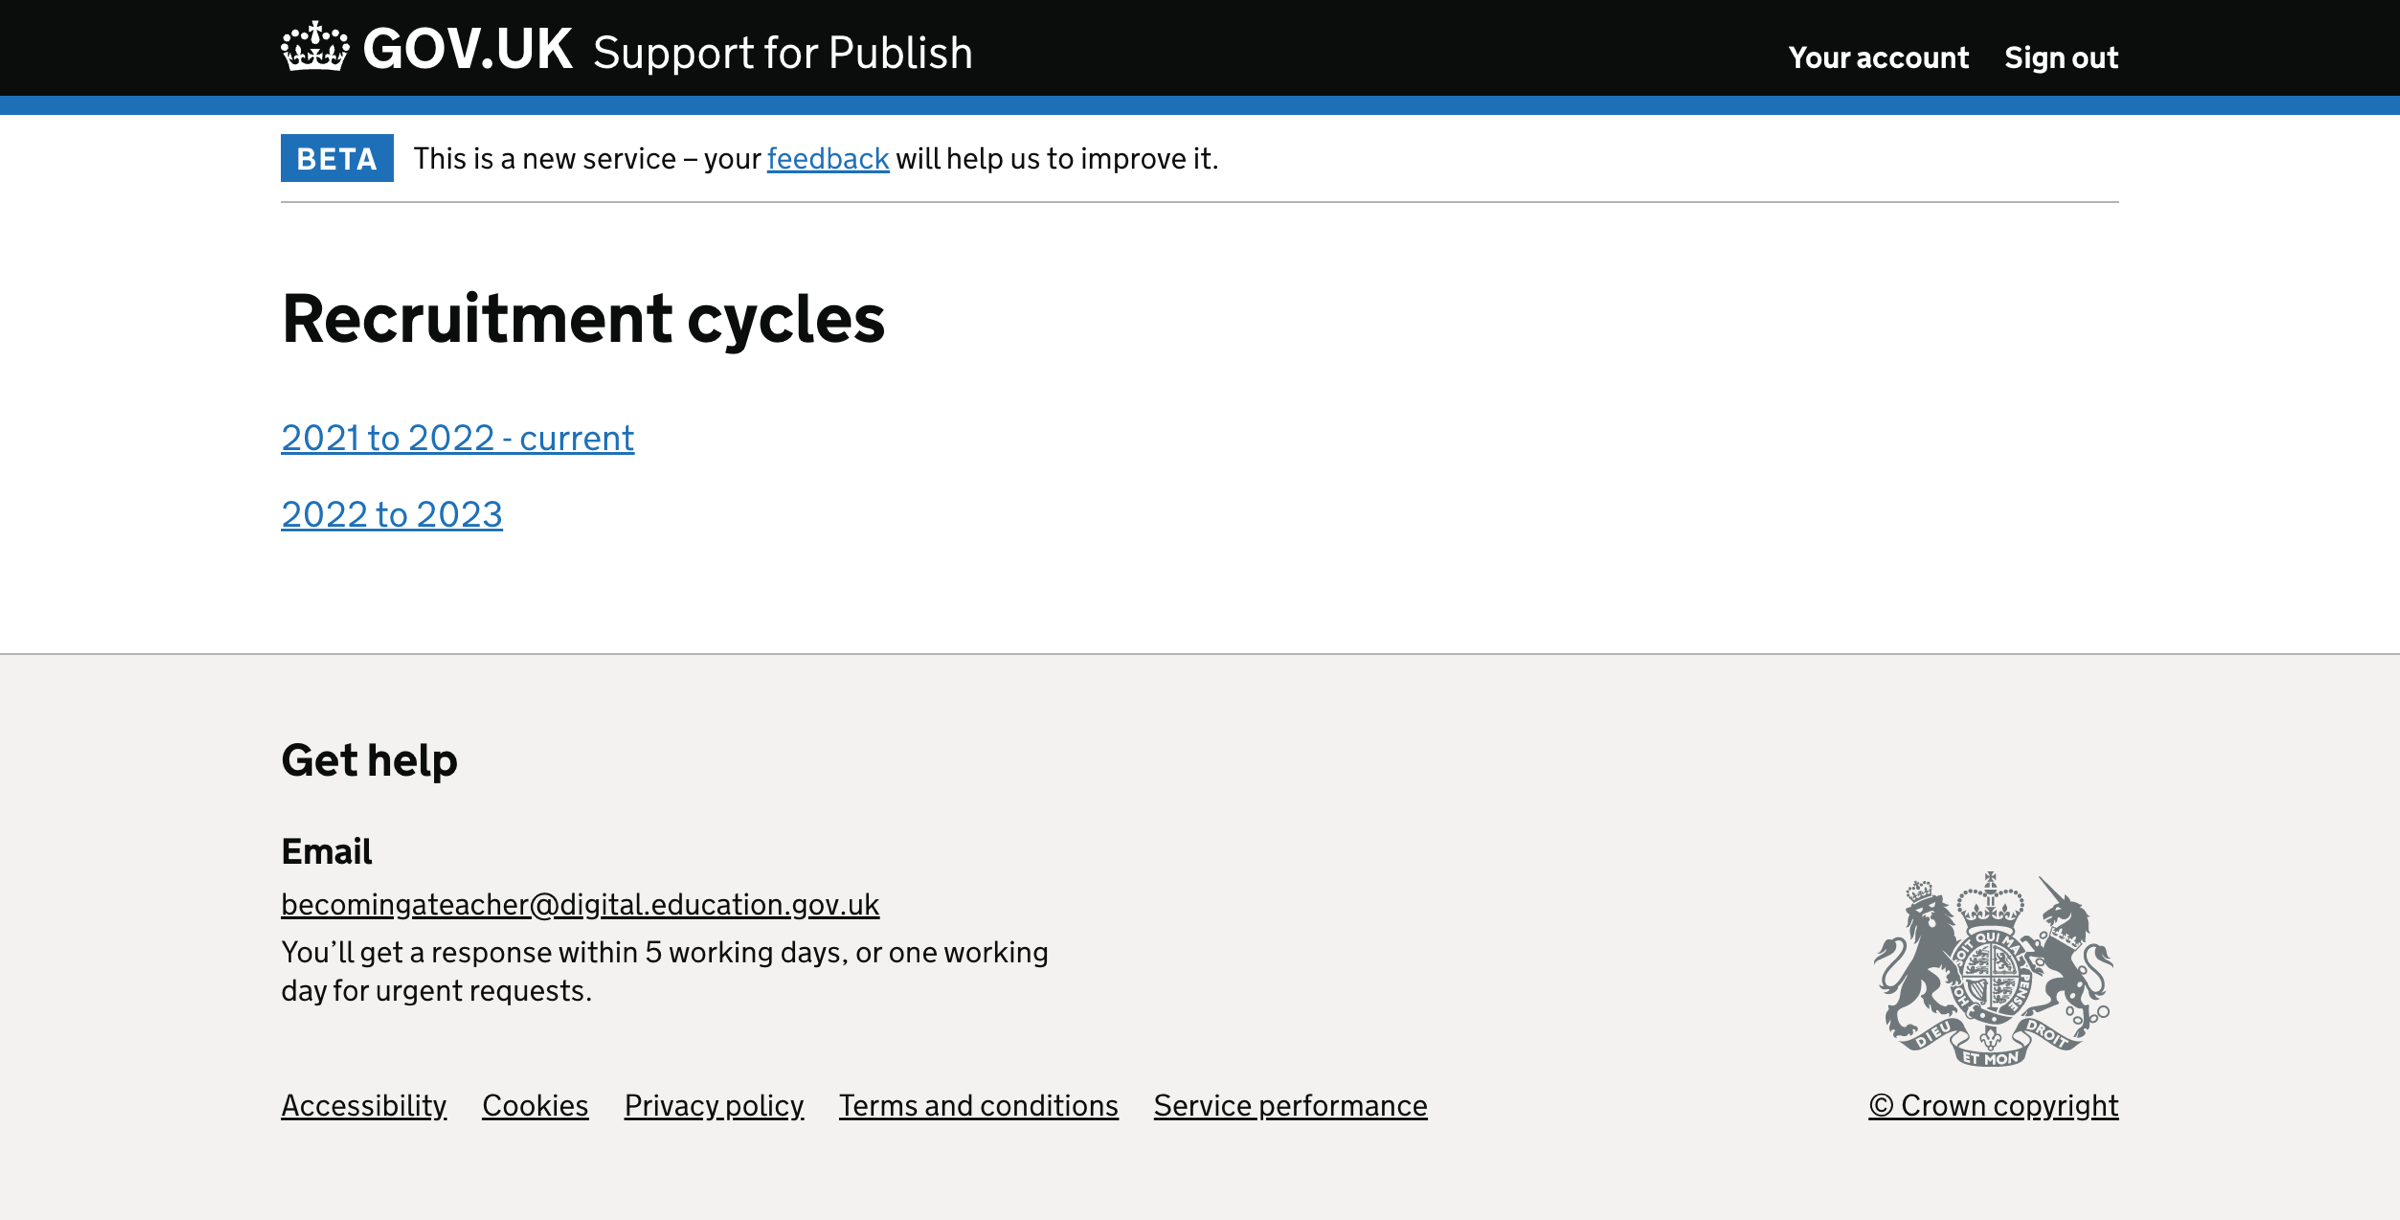 GOV.UK Support for Publish
Your account
Sign out
BETA
This is a new service – your feedback will help us to improve it.
Recruitment cycles
2021 to 2022 - current
2022 to 2023
Get help
Email
becomingateacher@digital.education.gov.uk
You’ll get a response within 5 working days, or one working
day for urgent requests.
SOIT QUI MAL Y PENSE
HO
DIEU
ET MON
DROIT
Accessibility
Cookies
Privacy policy
Terms and conditions
Service performance
© Crown copyright